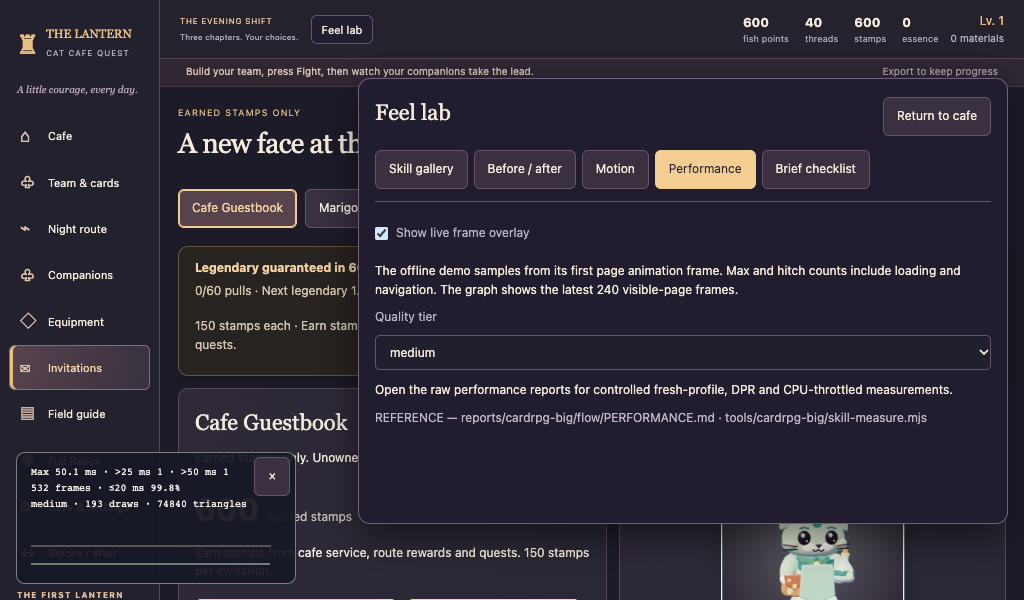 THE LANTERN
CAT CAFE QUEST
A little courage, every day.
Cafe
Team & cards
Night route
Companions
Equipment
Invitations
Field guide
Full Relics
Before / after
THE FIRST LANTERN
THE EVENING SHIFT
Three chapters. Your choices.
Feel lab
600
fish points
40
threads
600
stamps
0
essence
Lv. 1
0 materials
Build your team, press Fight, then watch your companions take the lead.
Export to keep progress
EARNED STAMPS ONLY
A new face at th
Cafe Guestbook
Marigo
Legendary guaranteed in 6
0/60 pulls · Next legendary 1.
150 stamps each · Earn stam
quests.
Cafe Guestbook
Earned stamps only. Unowne
600 earned stamps
Earn stamps from cafe service, route rewards and quests. 150 stamps
per invitation.
Feel lab
Return to cafe
Skill gallery
Before / after
Motion
Performance
Brief checklist
Show live frame overlay
The offline demo samples from its first page animation frame. Max and hitch counts include loading and
navigation. The graph shows the latest 240 visible-page frames.
Quality tier
medium
Open the raw performance reports for controlled fresh-profile, DPR and CPU-throttled measurements.
REFERENCE — reports/cardrpg-big/flow/PERFORMANCE.md · tools/cardrpg-big/skill-measure.mjs
Max 50.1 ms · >25 ms 1 · >50 ms 1
532 frames · ≤20 ms 99.8%
medium · 193 draws · 74840 triangles
×